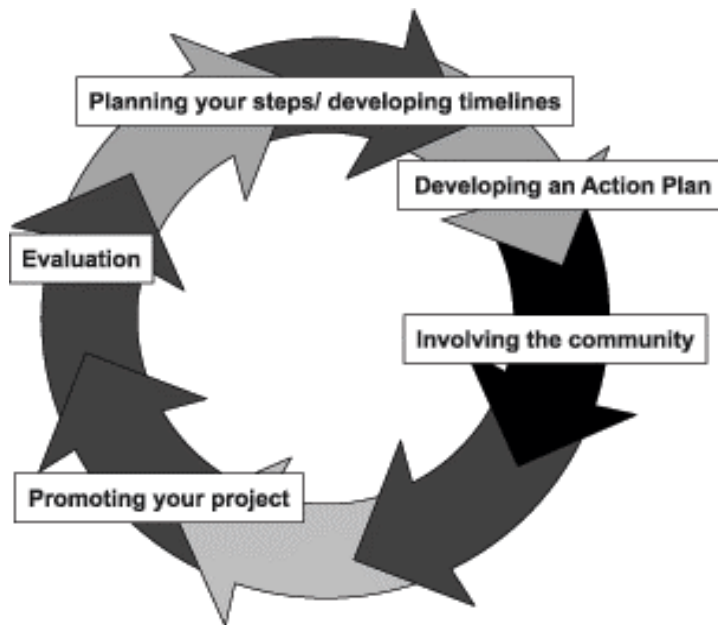 Planning your steps/ developing timelines
Developing an Action Plan
Evaluation
Involving the community
Promoting your project